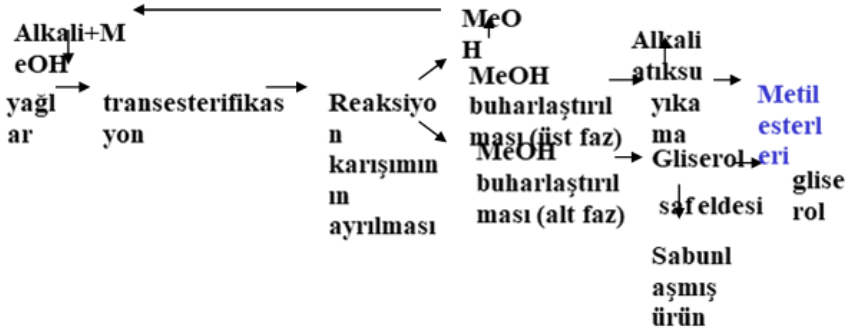 Alkali+M
eOH
yağl
ar
transesterifikas
yon
Reaksiyo
n
karışımın
ın
ayrılması
MeO
H
MeOH
buharlaştırıl
ması (üst faz)
MeOH
buharlaştırıl
ması (alt faz)
Alkali
atıksu
yıka
ma
Metil
esterl
eri
Gliserol
saf eldesi
glise
rol
Sabunl
aşmış
ürün